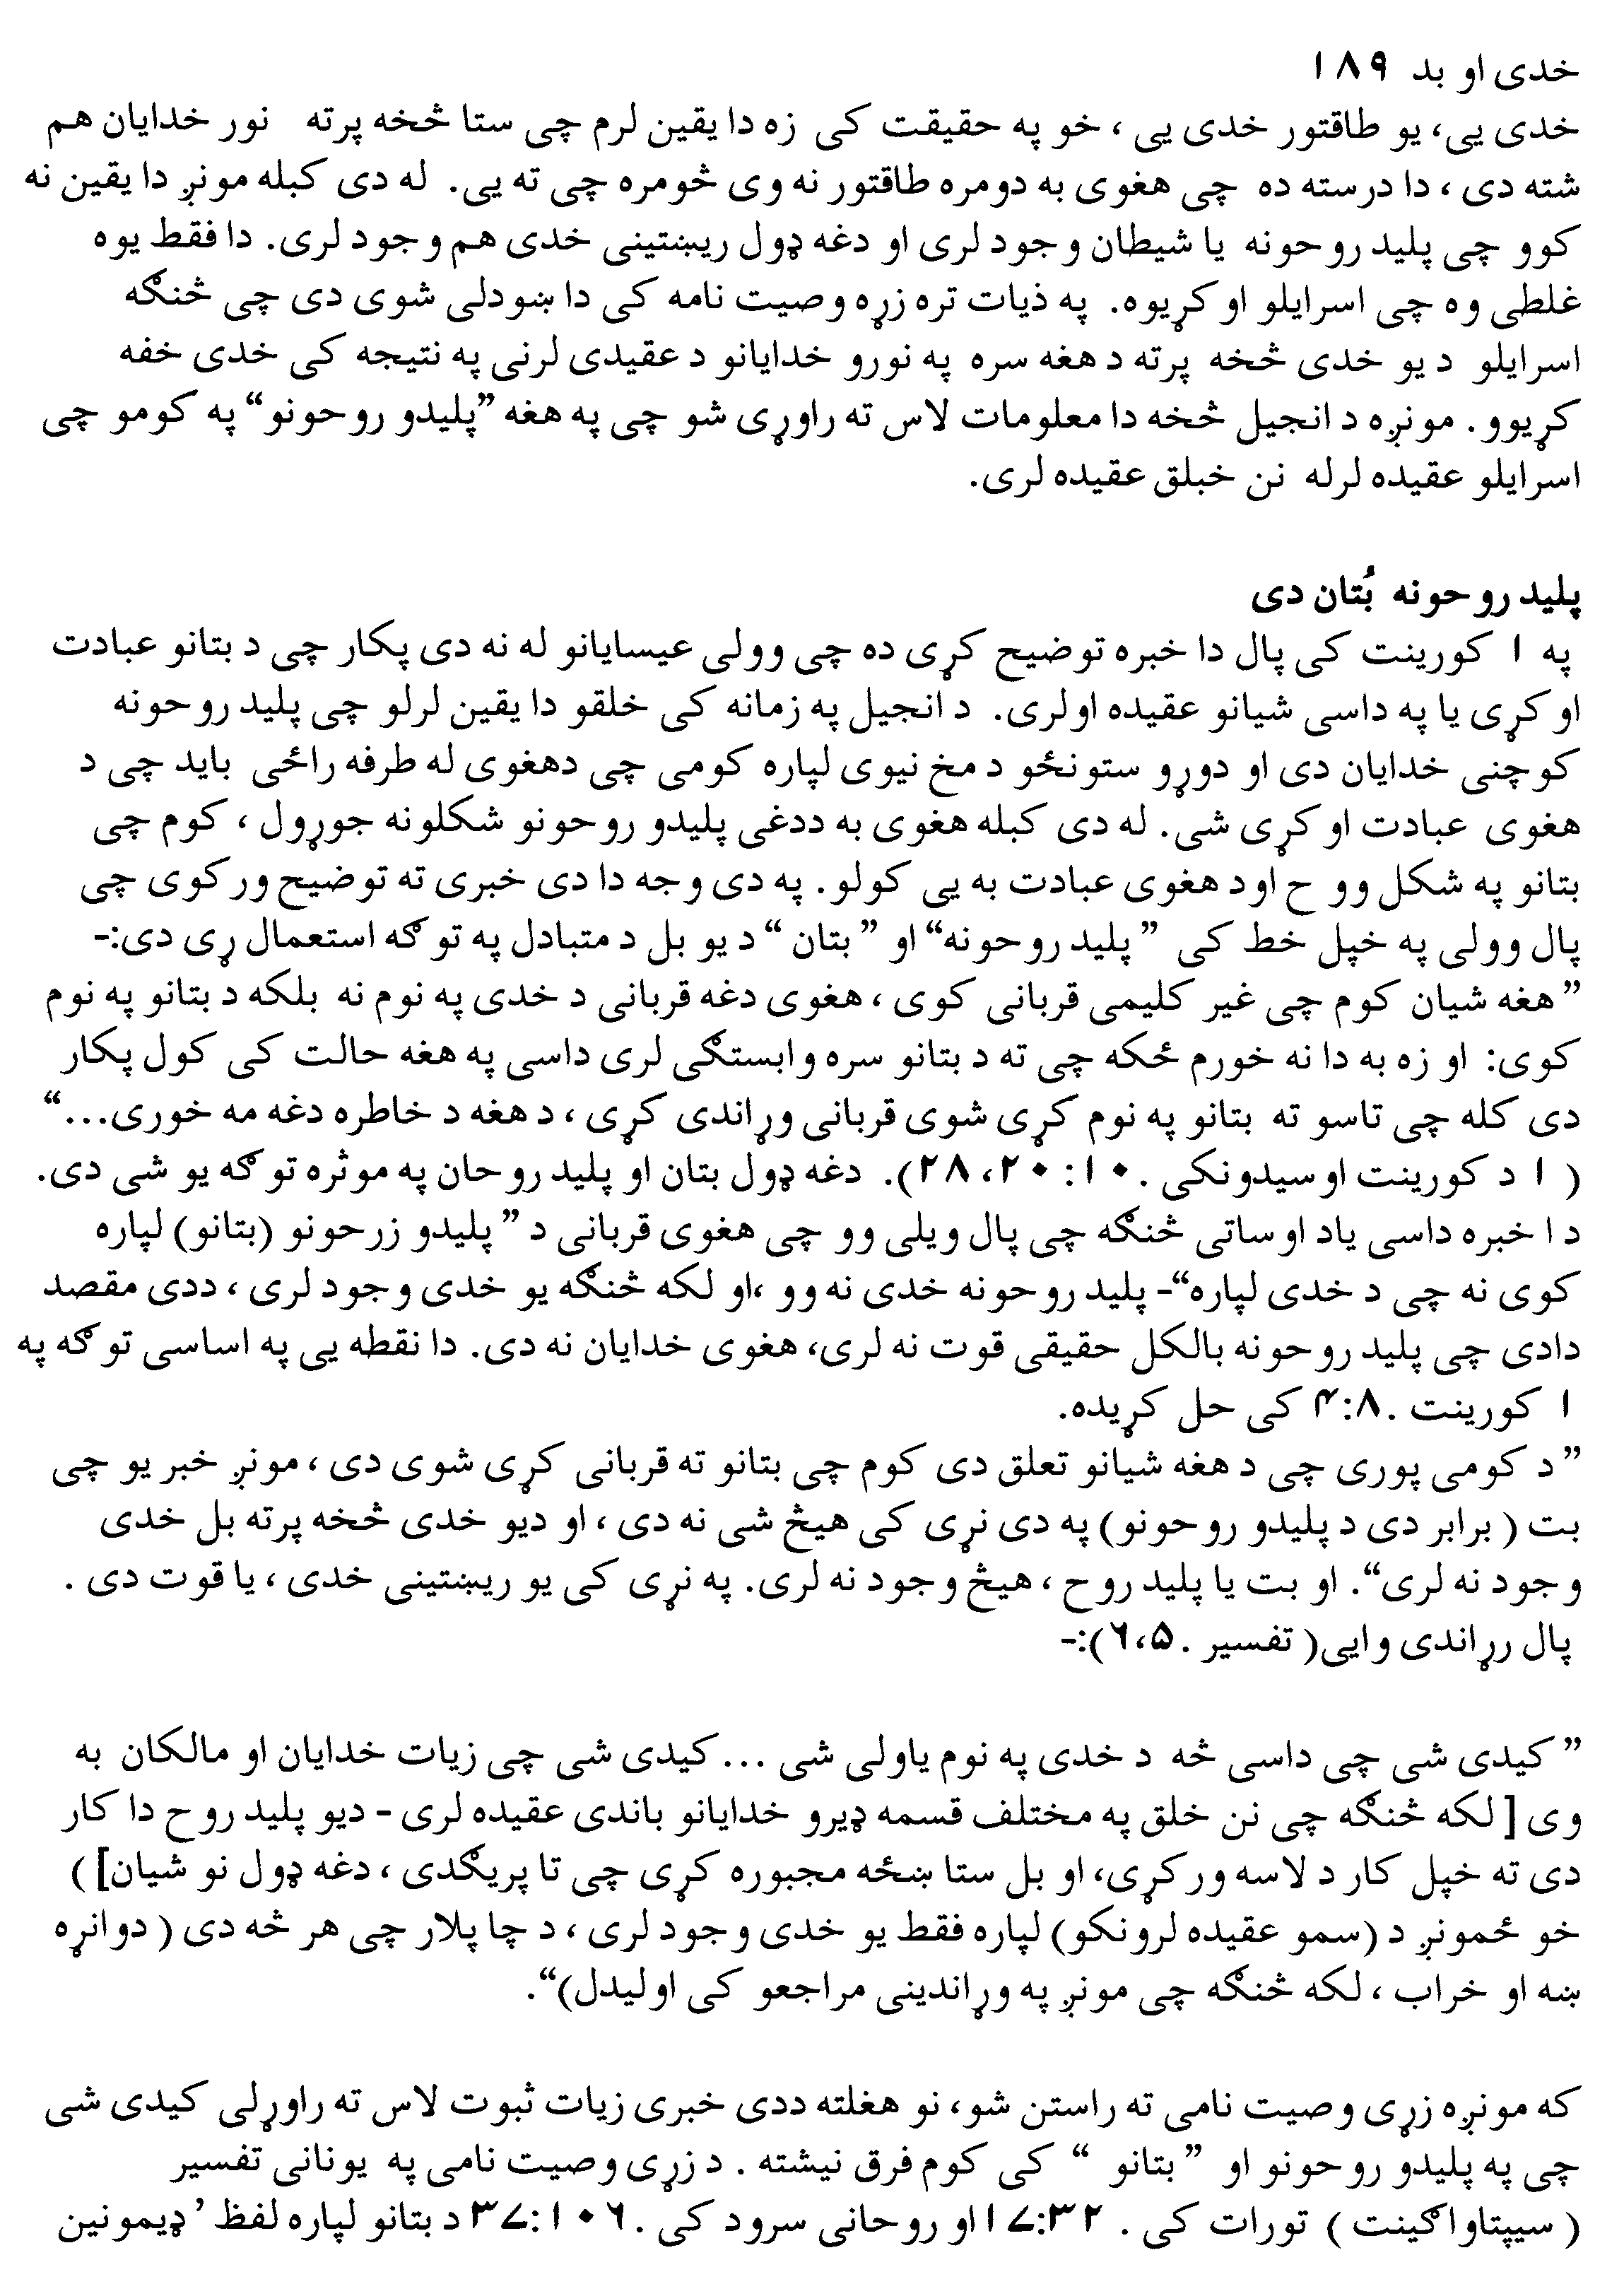 خدی او بد ۱۸۹
خدی یی، یو طاقتور خدی یی ، خو په حقیقت کی زه دا یقین لرم چی ستا څخه پرته نور خدایان هم
شته دی ، دا درسته ده چی هغوی به دومره طاقتور نه وی څومره چی ته یی. له دی کبله مونږ دا یقین نه
کوو چی پلید روحونه یا شیطان وجود لری او دغه ډول ریښتینی خدی هم وجود لری. دا فقط یوه
غلطی وه چی اسرایلو اوکړیوه. په ذیات تره زړه وصیت نامه کی دا ښودلی شوی دی چی څنګه
اسرایلو د یو خدی څخه پرته د هغه سره په نورو خدایانو د عقیدی لرنی په نتیجه کی خدی خفه
کړیوو. مونږه د انجیل څخه دا معلومات لاس ته راوړی شو چی په هغه ”پلیدو روحونو“ په کومو چی
اسرایلو عقیده لرله نن خبلق عقیده لری.
پلید روحونه بُتان دی
په ۱ کورینت کی پال دا خبره توضیح کړی ده چی وولی عیسایانو له نه دی پکار چی د بتانو عبادت
اوکړی یا په داسی شیانو عقیده اولری. د انجیل په زمانه کی خلقو دا یقین لرلو چی پلید روحونه
کوچنی خدایان دی او دوړو ستونځو د مخ نیوی لپاره کومی چی دهغوی له طرفه راځی باید چی د
هغوی عبادت اوکړی شی. له دی کبله هغوی به ددغی پلیدو روحونو شکلونه جوړول ، کوم چی
بتانو په شکل وو ح اود هغوی عبادت به یی کولو. په دی وجه دا دی خبری ته توضیح ورکوی چی
پال وولی په خپل خط کی ” پلید روحونه“ او ” بتان “ د یو بل د متبادل په توګه استعمال ړی دی:-
” هغه شیان کوم چی غیر کلیمی قربانی کوی ، هغوی دغه قربانی د خدی په نوم نه بلکه د بتانو په نوم
کوی: او زه به دا نه خورم ځکه چی ته د بتانو سره وابستګی لری داسی په هغه حالت کی کول پکار
دی کله چی تاسو ته بتانو په نوم کړی شوی قربانی وړاندی کړی ، د هغه د خاطره دغه مه خوری...“
( ۱ د کورینت اوسیدونکی .۱۰: ۲۰، ۲۸). دغه ډول بتان او پلید روحان په موثره توګه یو شی دی.
دا خبره داسی یاد اوساتی څنګه چی پال ویلی وو چی هغوی قربانی د ” پلیدو زرحونو (بتانو) لپاره
کوی نه چی د خدی لپاره“- پلید روحونه خدی نه وو ،او لکه څنګه یو خدی وجود لری ، ددی مقصد
دادی چی پلید روحونه بالکل حقیقی قوت نه لری، هغوی خدایان نه دی. دا نقطه یی په اساسی توګه په
۱ کورینت .۸:۴ کی حل کړیده.
” د کومی پوری چی د هغه شیانو تعلق دی کوم چی بتانو ته قربانی کړی شوی دی ، مونږ خبر یو چی
بت ( برابر دی د پلیدو روحونو) په دی نړی کی هیڅ شی نه دی ، او دیو خدی څخه پرته بل خدی
وجود نه لری“. او بت یا پلید روح ، هیڅ وجود نه لری. په نړی کی یو ریښتینی خدی ، یا قوت دی .
پال رړاندی وایی( تفسیر .۶،۵):-
” کیدی شی چی داسی څه د خدی په نوم یاولی شی ... کیدی شی چی زیات خدایان او مالکان به
وی [ لکه څنګه چی نن خلق په مختلف قسمه ډیرو خدایانو باندی عقیده لری - دیو پلید روح دا کار
دی ته خپل کار د لاسه ورکړی، او بل ستا ښځه مجبوره کړی چی تا پریګدی ، دغه ډول نو شیان])
خو ځمونږ د (سمو عقیده لرونکو) لپاره فقط یو خدی وجود لری ، د چا پلار چی هر څه دی ( دوانړه
ښه او خراب ، لکه څنګه چی مونږ په وړاندینی مراجعو کی اولیدل)“.
که مونږه زړی وصیت نامی ته راستن شو، نو هغلته ددی خبری زیات ثبوت لاس ته راوړلی کیدی شی
چی په پلیدو روحونو او ” بتانو “ کی کوم فرق نیشته . د زړی وصیت نامی په یونانی تفسیر
( سیپتاواګینت ) تورات کی . ۱۷:۳۲ او روحانی سرود کی .۳۷:۱۰۶ د بتانو لپاره لفظ ’ ډیمونین